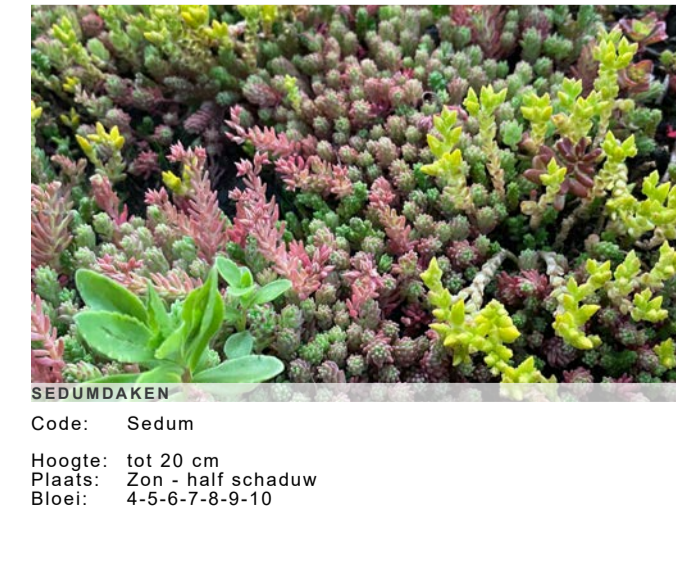 SEDUMDAKEN
Code: Sedum
Hoogte: tot 20 cm
Plaats: Zon - half schaduw
Bloei: 4-5-6-7-8-9-10